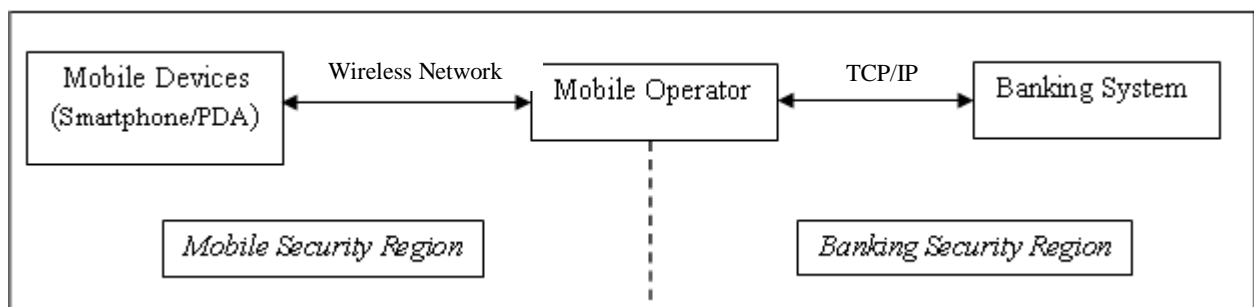 Mobile Devices
(Smartphone/PDA)
Wireless Network
Mobile Operator
TCP/IP
Banking System
Mobile Security Region
Banking Security Region